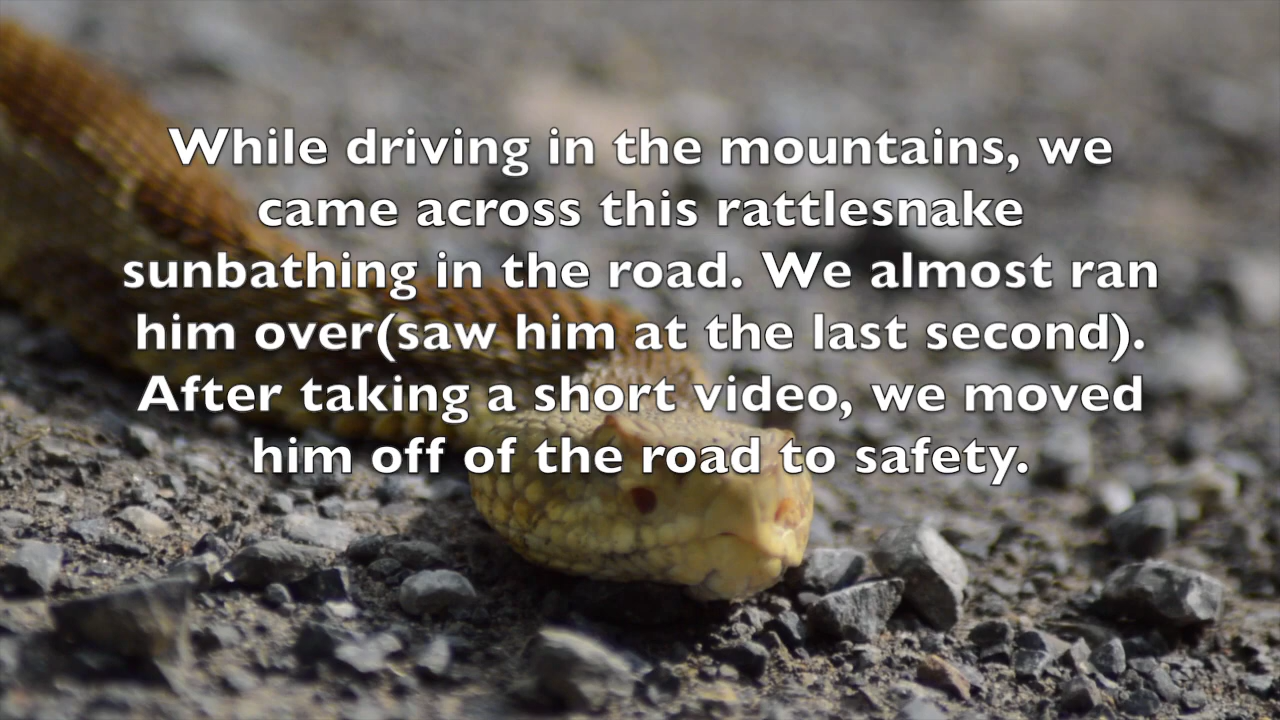 While driving in the mountains, we
came across this rattlesnake
sunbathing in the road. We almost ran
him over(saw him at the last second).
After taking a short video, we moved
him off of the road to safety.